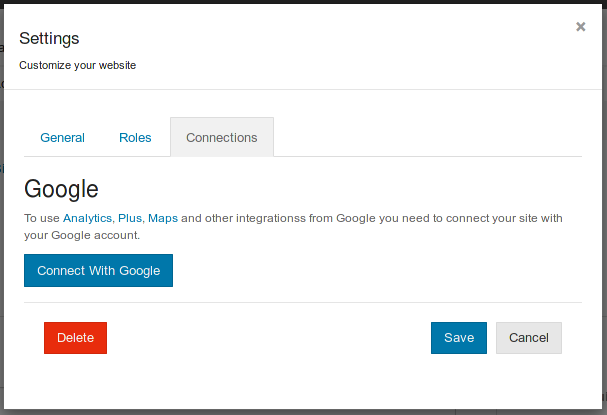 Settings
×
Customize your website
General
Roles
Connections
Google
To use Analytics, Plus, Maps and other integrationss from Google you need to connect your site with
your Google account.
Connect With Google
Delete
Save
Cancel